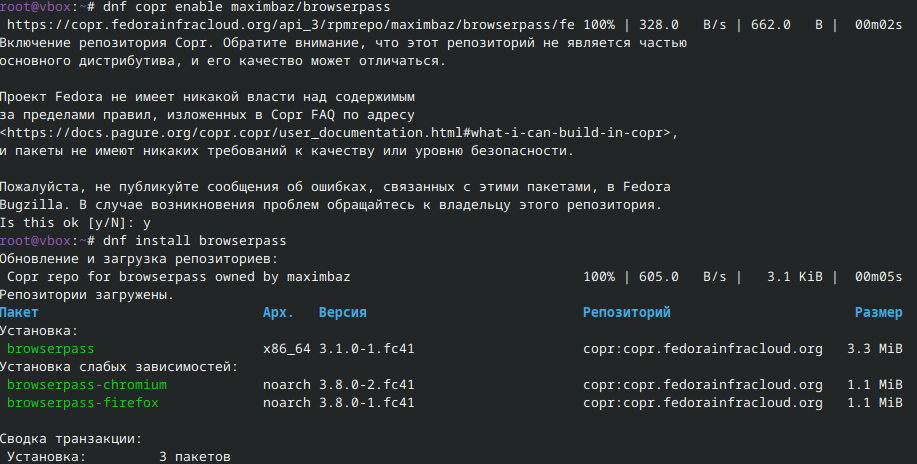 root@vbox:~# dnf copr enable maximbaz/browserpass
https://copr.fedorainfracloud.org/api_3/rpmrepo/maximbaz/browserpass/fe 100% | 328.0   B/s | 662.0   B |  00m02s
Включение репозитория Copr. Обратите внимание, что этот репозиторий не является частью
основного дистрибутива, и его качество может отличаться.
Проект Fedora не имеет никакой власти над содержимым
за пределами правил, изложенных в Copr FAQ по адресу
<https://docs.pagure.org/copr.copr/user_documentation.html#what-i-can-build-in-copr>,
и пакеты не имеют никаких требований к качеству или уровню безопасности.
Пожалуйста, не публикуйте сообщения об ошибках, связанных с этими пакетами, в Fedora
Bugzilla. В случае возникновения проблем обращайтесь к владельцу этого репозитория.
Is this ok [y/N]: y
root@vbox:~# dnf install browserpass
Обновление и загрузка репозиториев:
Copr repo for browserpass owned by maximbaz 100% | 605.0   B/s |   3.1 KiB |  00m05s
Репозитории загружены.
Пакет Арх. Версия Репозиторий Размер
Установка:
browserpass x86_64 3.1.0-1.fc41 copr:copr.fedorainfracloud.org 3.3 MiB
Установка слабых зависимостей:
browserpass-chromium noarch 3.8.0-2.fc41 copr:copr.fedorainfracloud.org 1.1 MiB
browserpass-firefox noarch 3.8.0-1.fc41 copr:copr.fedorainfracloud.org 1.1 MiB
Сводка транзакции:
Установка: 3 пакетов